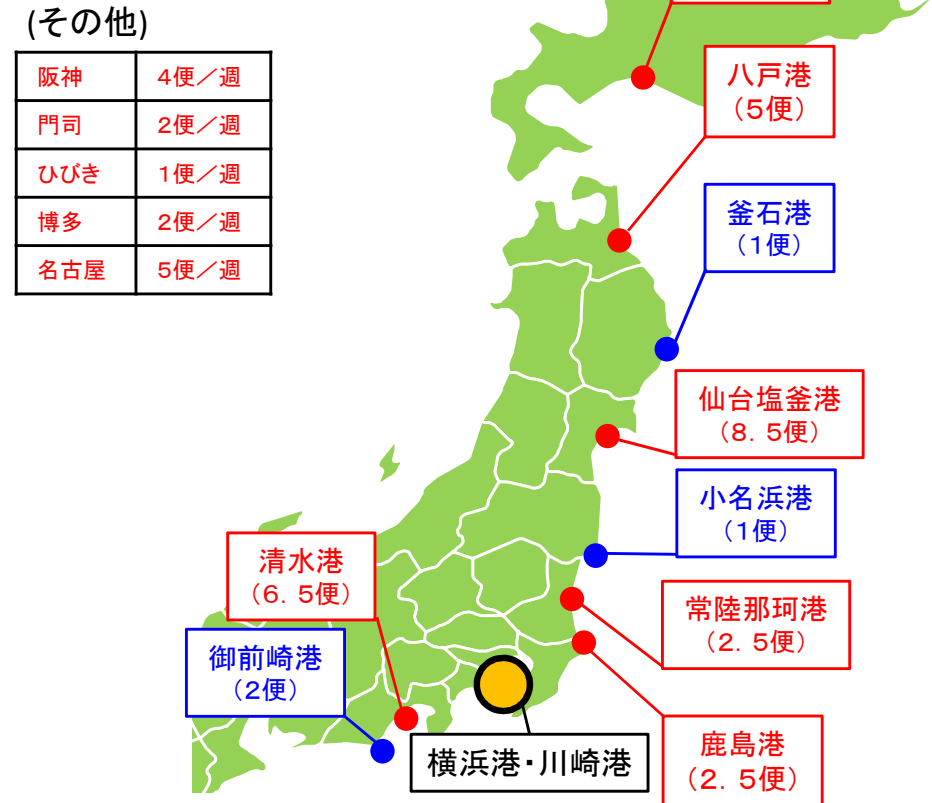 (その他)
阪神 4便／週
門司 2便／週
ひびき 1便／週
博多 2便／週
名古屋 5便／週
八戸港
（5便）
釜石港
（1便）
仙台塩釜港
（8．5便）
小名浜港
（1便）
清水港
（6．5便）
常陸那珂港
（2．5便）
御前崎港
（2便）
鹿島港
（2．5便）
横浜港・川崎港